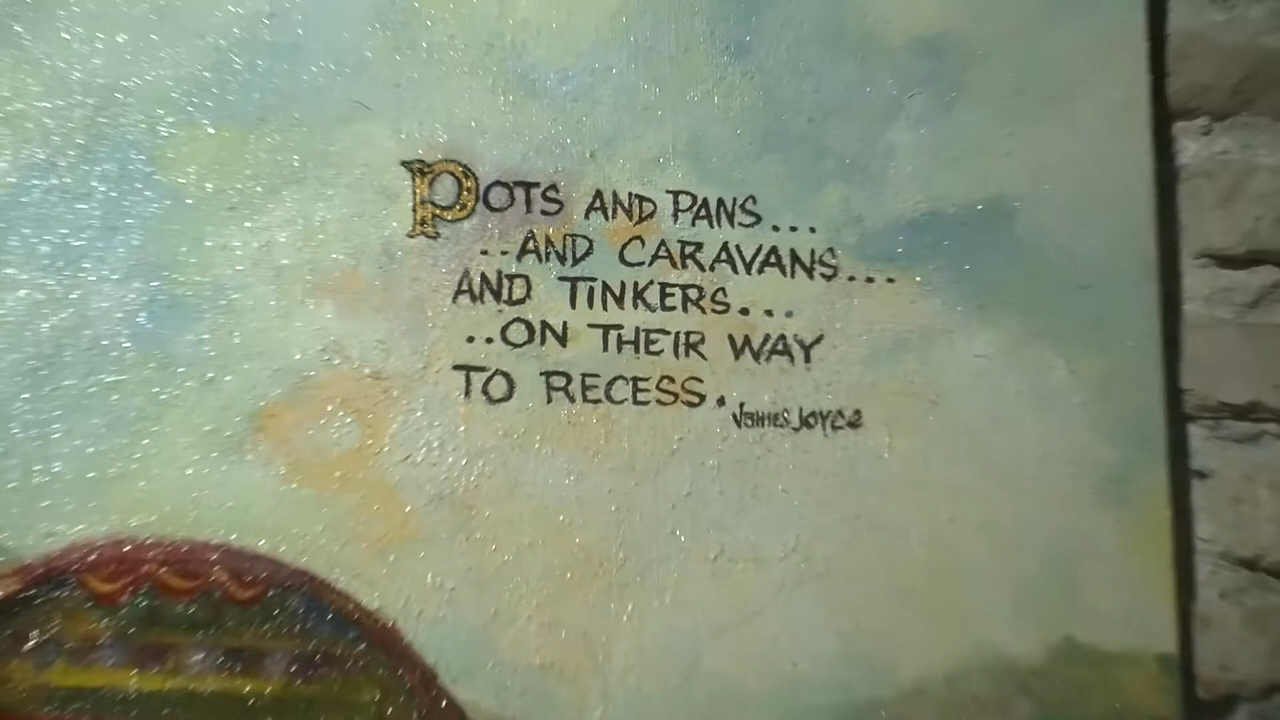 POTS AND PANS...
..AND CARAVANS...
AND TINKERS...
..ON THEIR WAY
TO RECESS.
JAMES JOYCE